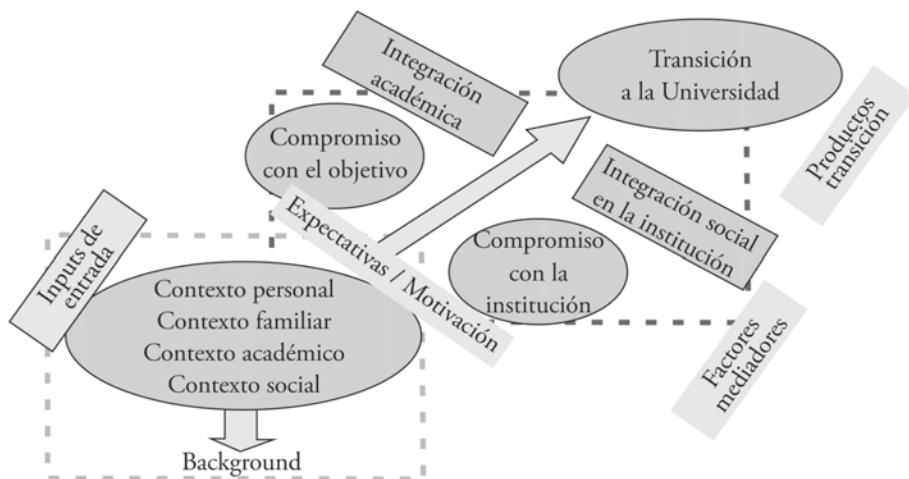 Integración
académica
Transición
a la Universidad
Productos
transición
Compromiso
con el objetivo
Integración social
en la institución
Expectativas / Motivación
Compromiso
con la
institución
Inputs de
entrada
Contexto personal
Contexto familiar
Contexto académico
Contexto social
Factores
mediadores
Background